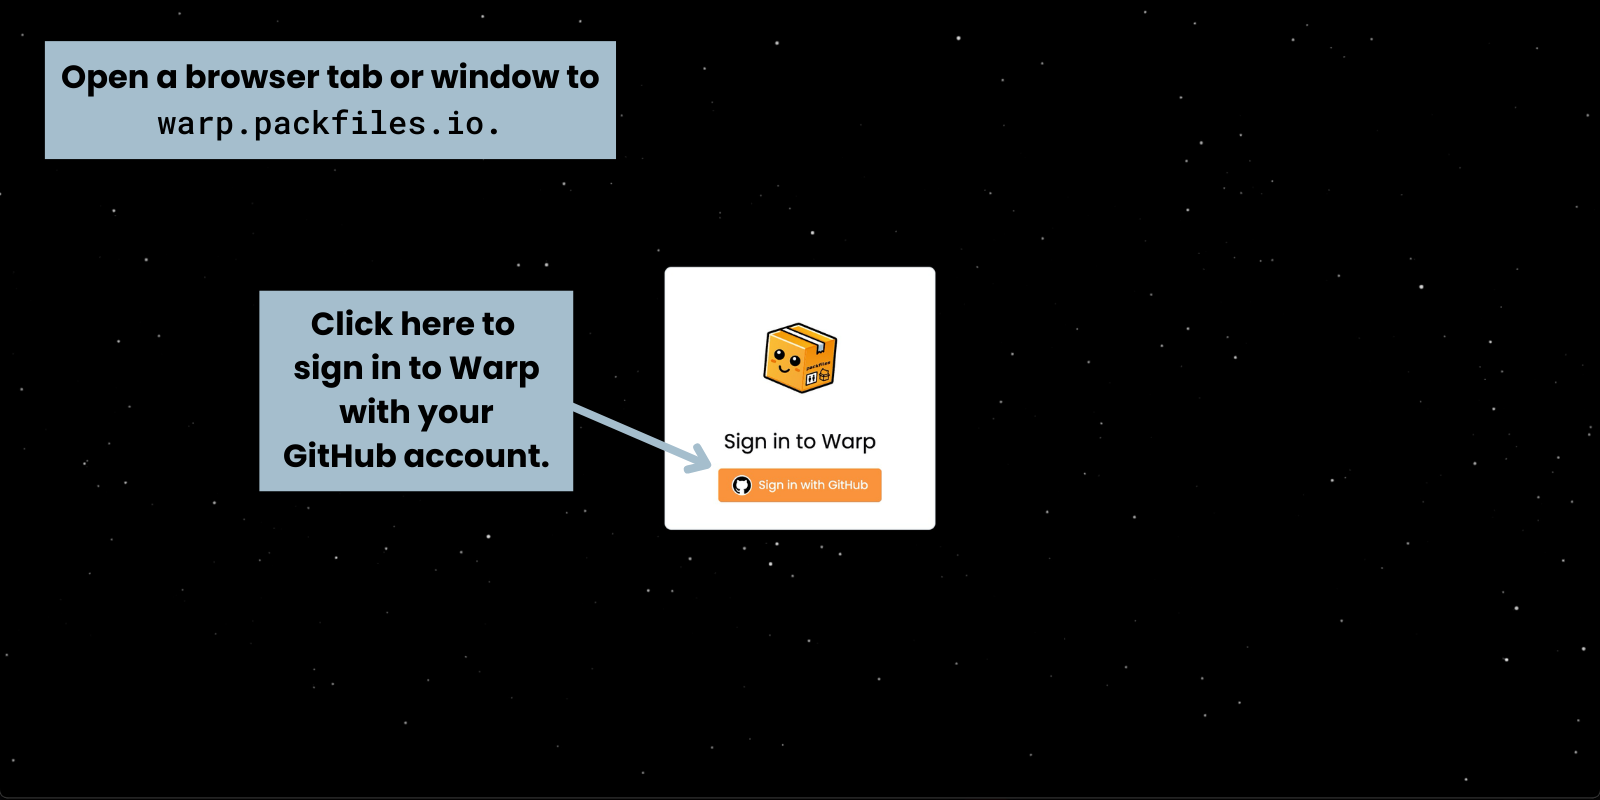 Open a browser tab or window to
warp.packfiles.io.
Click here to
sign in to Warp
with your
GitHub account.
packfiles
Sign in to Warp
Sign in with GitHub